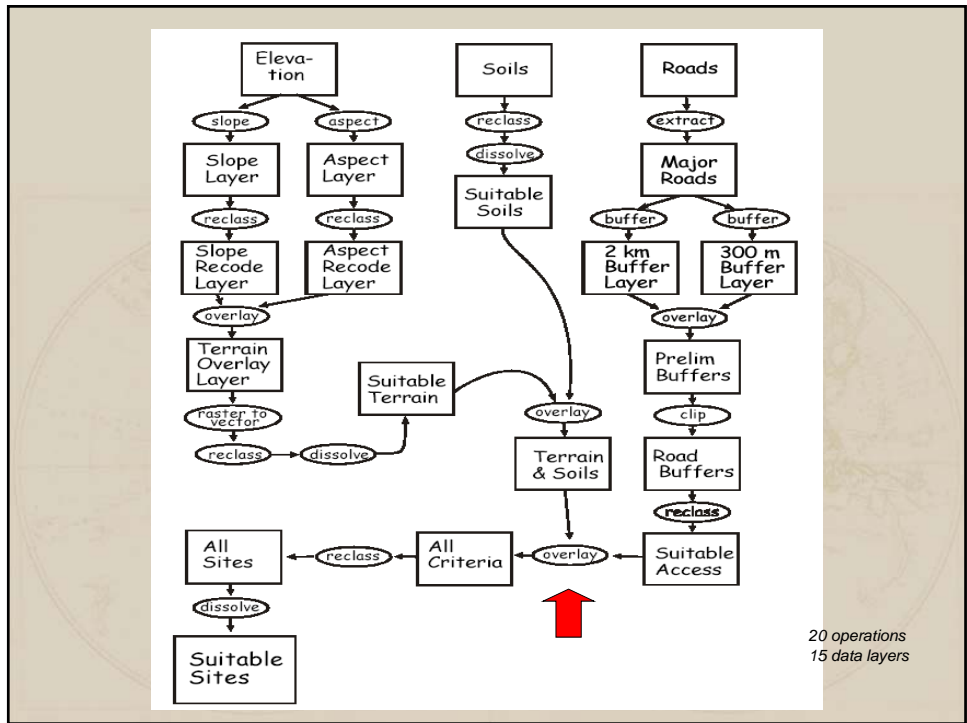 Eleva-
tion
Soils
Roads
slope
aspect
reclass
extract
dissolve
Slope
Layer
Aspect
Layer
Major
Roads
Suitable
Soils
reclass
reclass
buffer
buffer
Slope
Recode
Layer
Aspect
Recode
Layer
2 km
Buffer
Layer
300 m
Buffer
Layer
overlay
overlay
Terrain
Overlay
Layer
Prelim
Buffers
Suitable
Terrain
raster to
vector
overlay
clip
reclass
dissolve
Terrain
& Soils
Road
Buffers
reclass
All
Sites
reclass
All
Criteria
overlay
Suitable
Access
dissolve
Suitable
Sites
20 operations
15 data layers